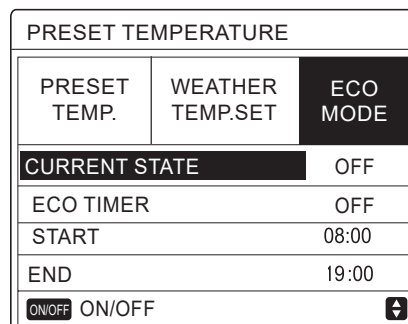 PRESET TEMPERATURE
PRESET TEMP.
WEATHER TEMP.SET
ECO MODE
CURRENT STATE OFF
ECO TIMER OFF
START 08:00
END 19:00
ON/OFF ON/OFF